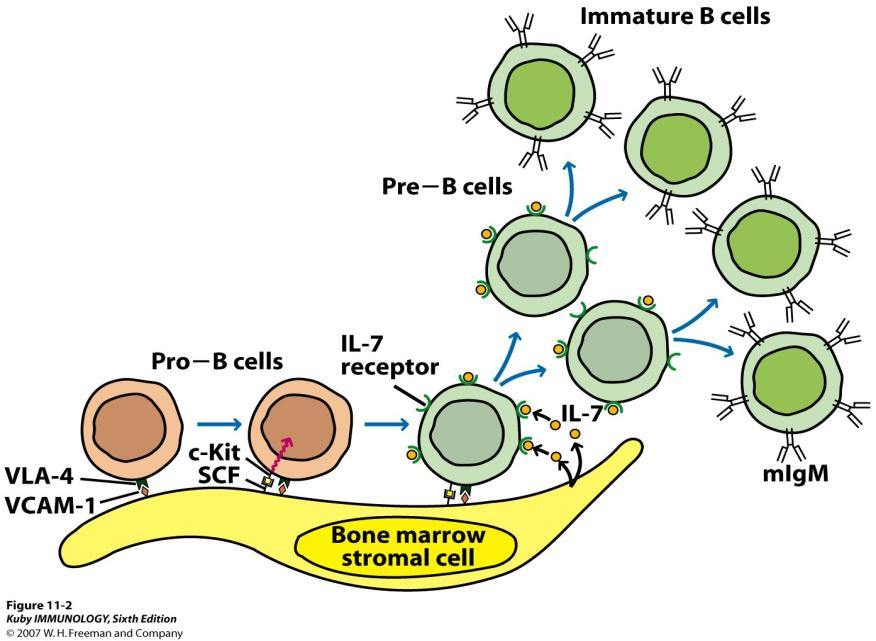 Immature B cells
Pre−B cells
IL-7
receptor
Pro−B cells
IL-7
c-Kit
SCF
VLA-4
VCAM-1
mIgM
Bone marrow
stromal cell
Figure 11-2
Kuby IMMUNOLOGY, Sixth Edition
© 2007 W. H. Freeman and Company